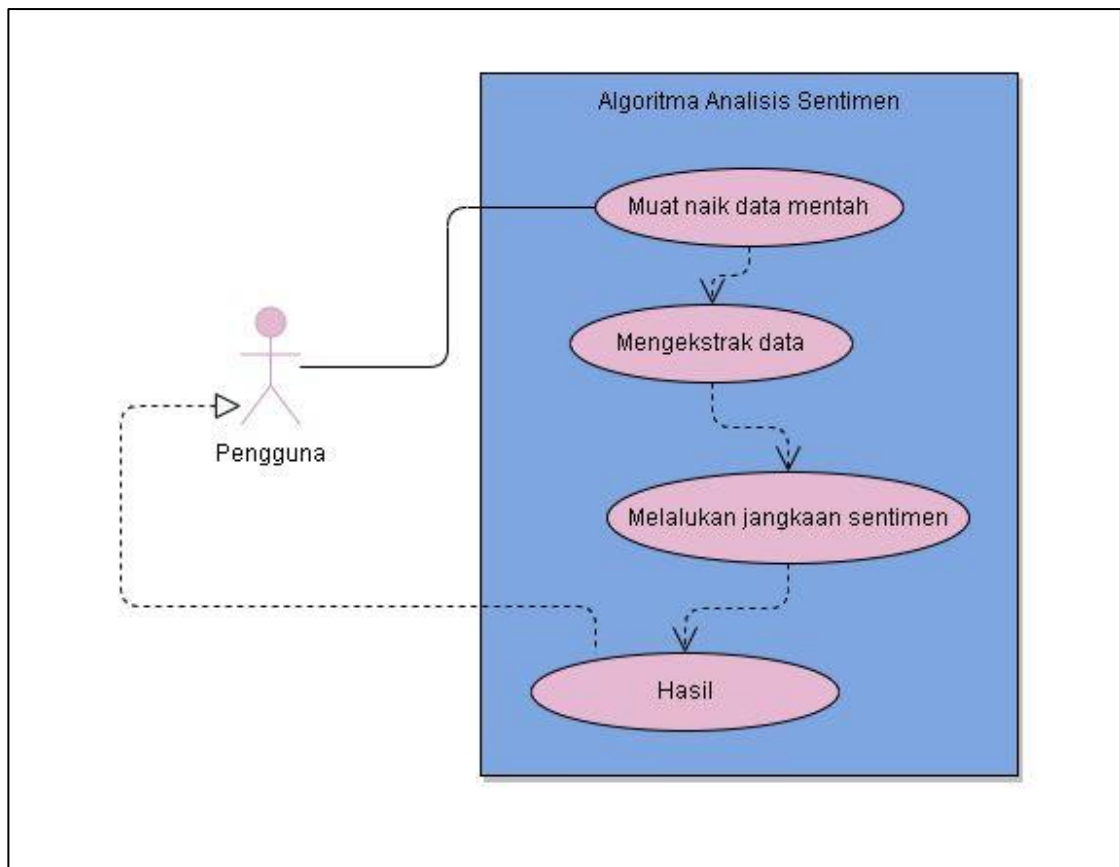 Algoritma Analisis Sentimen
Muat naik data mentah
Mengekstrak data
Pengguna
Melalukan jangkaan sentimen
Hasil